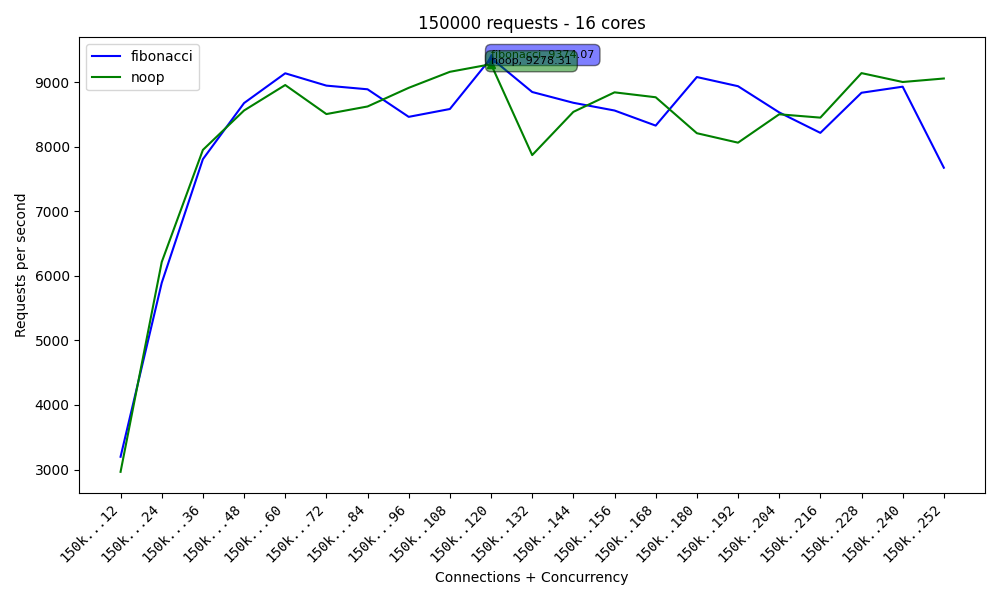 150000 requests - 16 cores
fibonacci
noop
fibonacci, 9374.07
noop, 9278.31
9000
8000
7000
6000
5000
4000
3000
Requests per second
150k...12
150k...24
150k...36
150k...48
150k...60
150k...72
150k...84
150k...96
150k..108
150k..120
150k..132
150k..144
150k..156
150k..168
150k..180
150k..192
150k..204
150k..216
150k..228
150k..240
150k..252
Connections + Concurrency